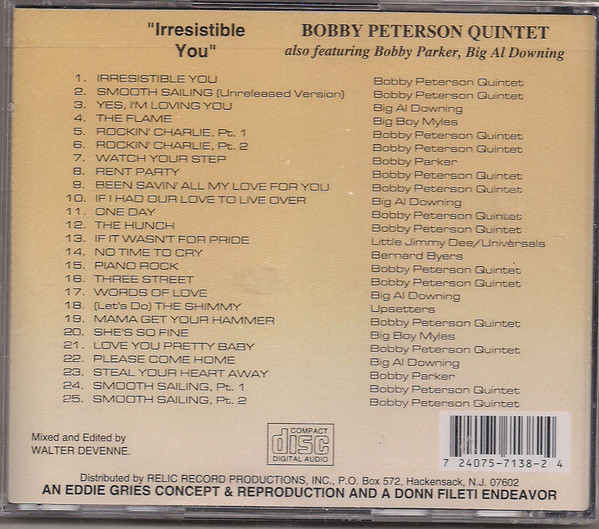 "Irresistible
You"
BOBBY PETERSON QUINTET
also featuring Bobby Parker, Big Al Downing
1. IRRESISTIBLE YOU Bobby Peterson Quintet
2. SMOOTH SAILING (Unreleased Version) Bobby Peterson Quintet
3. YES, I'M LOVING YOU Big Al Downing
4. THE FLAME Big Boy Myles
5. ROCKIN' CHARLIE, Pt. 1 Bobby Peterson Quintet
6. ROCKIN' CHARLIE, Pt. 2 Bobby Peterson Quintet
7. WATCH YOUR STEP Bobby Parker
8. RENT PARTY Bobby Peterson Quintet
9. BEEN SAVIN' ALL MY LOVE FOR YOU Bobby Peterson Quintet
10. IF I HAD OUR LOVE TO LIVE OVER Big Al Downing
11. ONE DAY Bobby Peterson Quintet
12. THE HUNCH Bobby Peterson Quintet
13. IF IT WASN'T FOR PRIDE Little Jimmy Dee/Universals
14. NO TIME TO CRY Bernard Byers
15. PIANO ROCK Bobby Peterson Quintet
16. THREE STREET Bobby Peterson Quintet
17. WORDS OF LOVE Big Al Downing
18. (Let's Do) THE SHIMMY Upsetters
19. MAMA GET YOUR HAMMER Bobby Peterson Quintet
20. SHE'S SO FINE Big Boy Myles
21. LOVE YOU PRETTY BABY Bobby Peterson Quintet
22. PLEASE COME HOME Big Al Downing
23. STEAL YOUR HEART AWAY Bobby Parker
24. SMOOTH SAILING, Pt. 1 Bobby Peterson Quintet
25. SMOOTH SAILING, Pt. 2 Bobby Peterson Quintet
Mixed and Edited by
WALTER DEVENNE.
COMPACT
disc
DIGITAL AUDIO
7 24075-7138-2 4
Distributed by RELIC RECORD PRODUCTIONS, INC., P.O. Box 572, Hackensack, N.J. 07602
AN EDDIE GRIES CONCEPT & REPRODUCTION AND A DONN FILETI ENDEAVOR